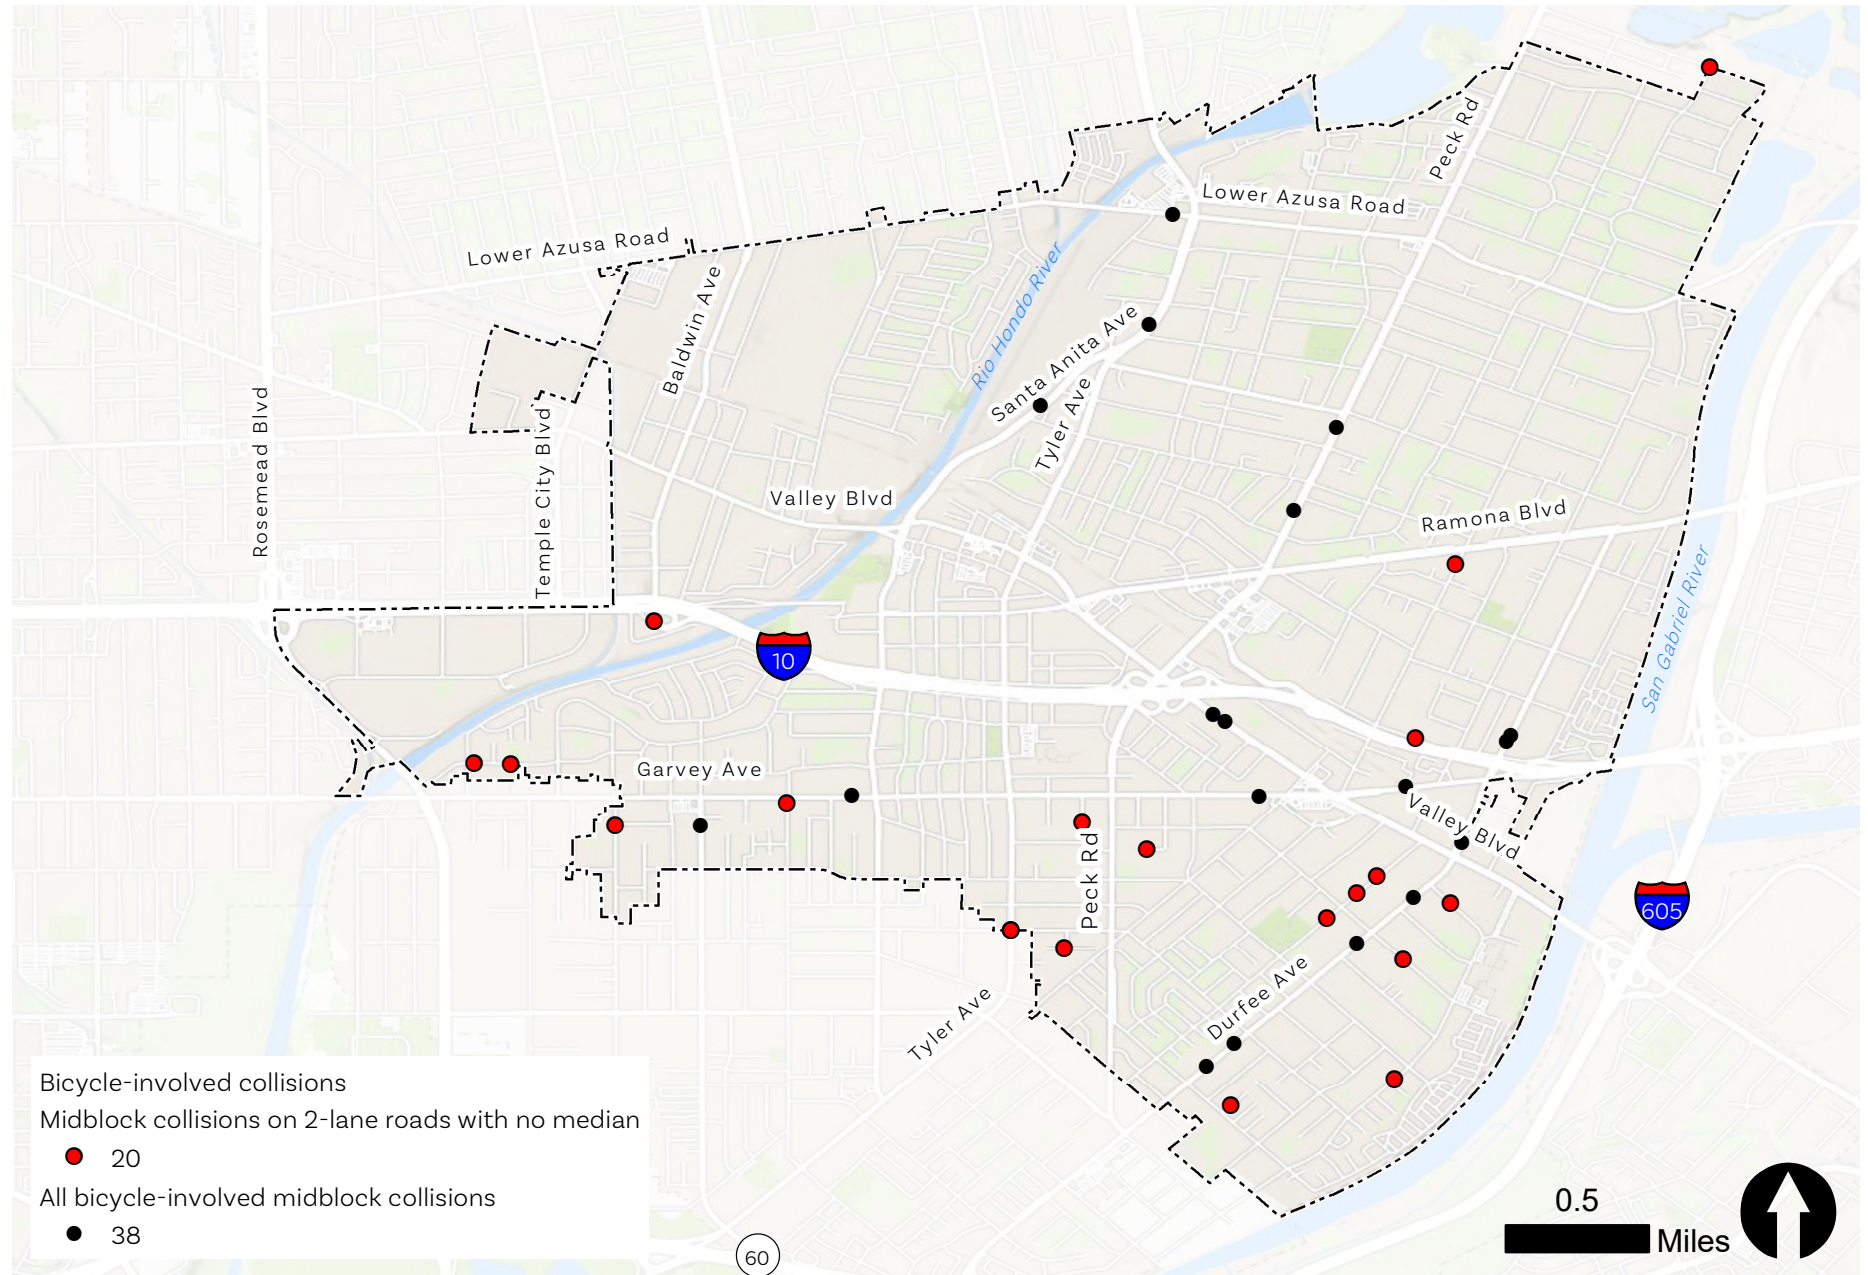 Peck Rd
Lower Azusa Road
Lower Azusa Road
Baldwin Ave
Rio Hondo River
Santa Anita Ave
Tyler Ave
Rosemead Blvd
Temple City Blvd
Valley Blvd
Ramona Blvd
San Gabriel River
10
Garvey Ave
Valley Blvd
Peck Rd
605
Durfee Ave
Tyler Ave
Bicycle-involved collisions
Midblock collisions on 2-lane roads with no median
20
All bicycle-involved midblock collisions
38
60
0.5
Miles